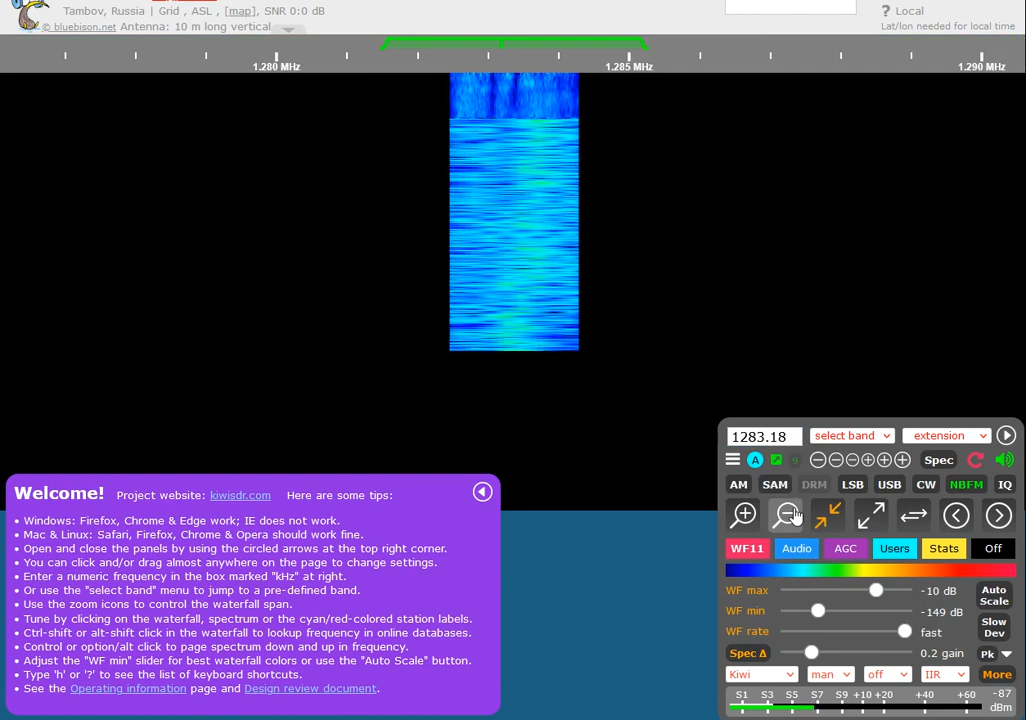 Tambov, Russia | Grid , ASL , [map], SNR 0:0 dB
© bluebison.net Antenna: 10 m long vertical
? Local
Lat/lon needed for local time
1.280 MHz
1.285 MHz
1.290 MHz
1283.18 select band extension
A 9 Spec
AM SAM DRM LSB USB CW NBFM IQ
WF11 Audio AGC Users Stats Off
WF max -10 dB Auto Scale
WF min -149 dB
WF rate fast Slow Dev
Spec Δ 0.2 gain Pk
Kiwi man off IIR More
S1 S3 S5 S7 S9 +10 +20 +40 +60 -87 dBm
Welcome! Project website: kiwisdr.com Here are some tips:
• Windows: Firefox, Chrome & Edge work; IE does not work.
• Mac & Linux: Safari, Firefox, Chrome & Opera should work fine.
• Open and close the panels by using the circled arrows at the top right corner.
• You can click and/or drag almost anywhere on the page to change settings.
• Enter a numeric frequency in the box marked "kHz" at right.
• Or use the "select band" menu to jump to a pre-defined band.
• Use the zoom icons to control the waterfall span.
• Tune by clicking on the waterfall, spectrum or the cyan/red-colored station labels.
• Ctrl-shift or alt-shift click in the waterfall to lookup frequency in online databases.
• Control or option/alt click to page spectrum down and up in frequency.
• Adjust the "WF min" slider for best waterfall colors or use the "Auto Scale" button.
• Type 'h' or '?' to see the list of keyboard shortcuts.
• See the Operating information page and Design review document.